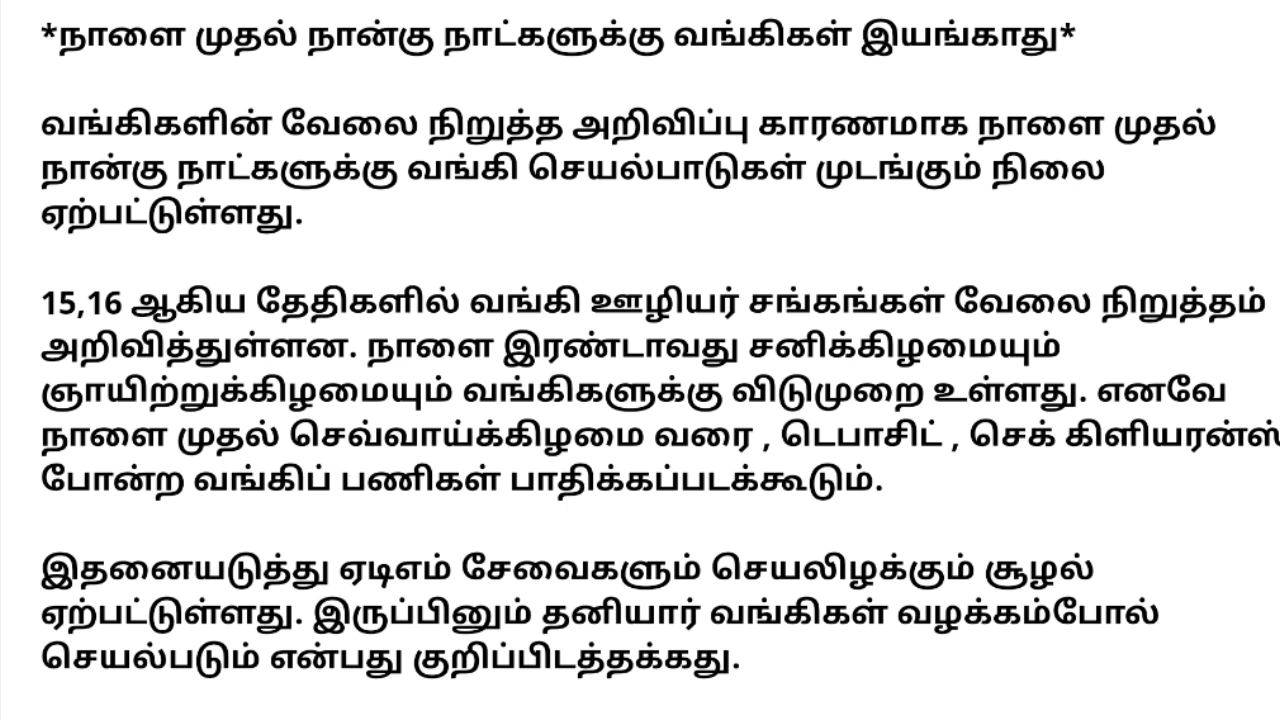 *நாளை முதல் நான்கு நாட்களுக்கு வங்கிகள் இயங்காது*
வங்கிகளின் வேலை நிறுத்த அறிவிப்பு காரணமாக நாளை முதல்
நான்கு நாட்களுக்கு வங்கி செயல்பாடுகள் முடங்கும் நிலை
ஏற்பட்டுள்ளது.
15,16 ஆகிய தேதிகளில் வங்கி ஊழியர் சங்கங்கள் வேலை நிறுத்தம்
அறிவித்துள்ளன. நாளை இரண்டாவது சனிக்கிழமையும்
ஞாயிற்றுக்கிழமையும் வங்கிகளுக்கு விடுமுறை உள்ளது. எனவே
நாளை முதல் செவ்வாய்க்கிழமை வரை , டெபாசிட் , செக் கிளியரன்ஸ்
போன்ற வங்கிப் பணிகள் பாதிக்கப்படக்கூடும்.
இதனையடுத்து ஏடிஎம் சேவைகளும் செயலிழக்கும் சூழல்
ஏற்பட்டுள்ளது. இருப்பினும் தனியார் வங்கிகள் வழக்கம்போல்
செயல்படும் என்பது குறிப்பிடத்தக்கது.